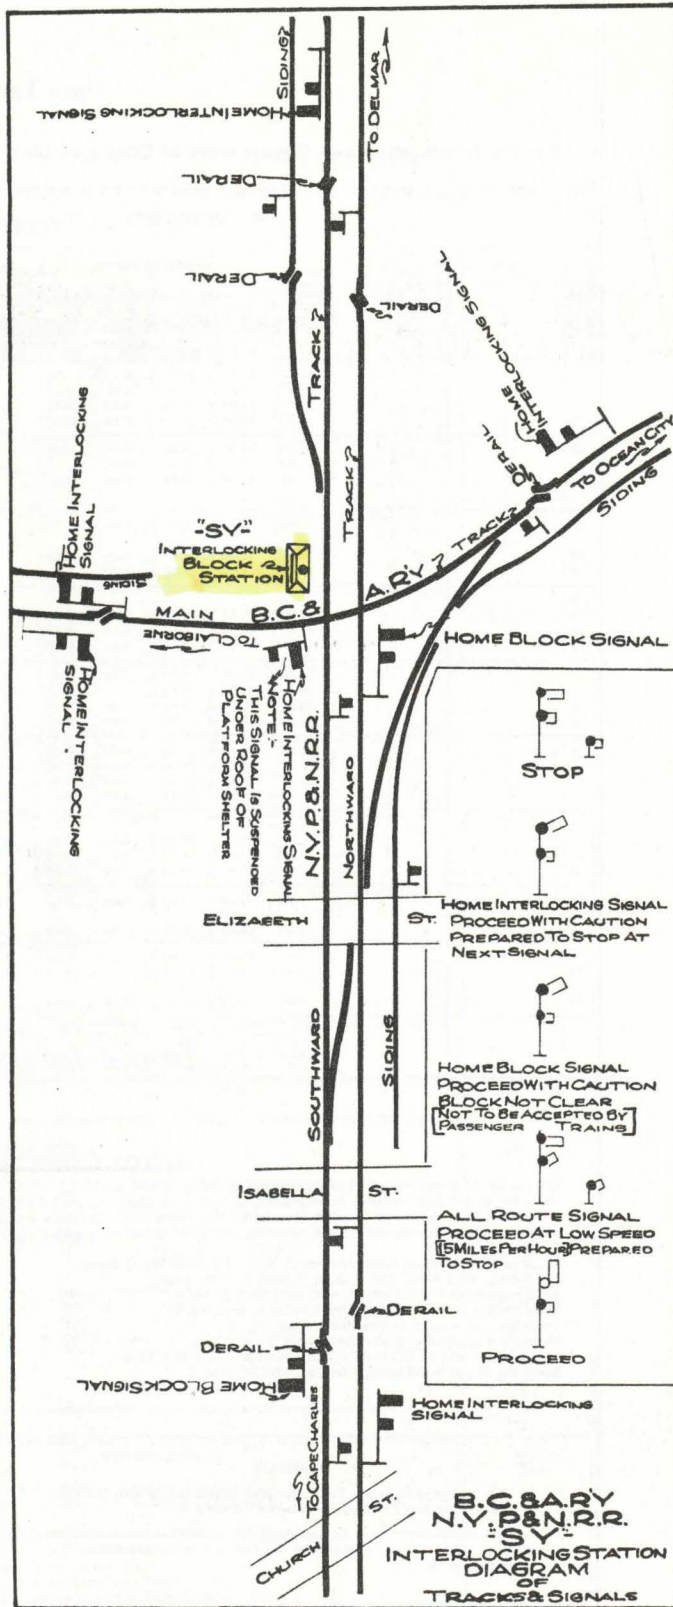 SIDING?
HOME INTERLOCKING SIGNAL
TO DELMAR
DERAIL
DERAIL
DERAIL
HOME
INTERLOCKING SIGNAL
DERAIL
TO OCEAN CITY
SIDING
TRACK?
TRACK?
TRACK?
HOME INTERLOCKING
SIGNAL
SIDING
"SY"
INTERLOCKING
BLOCK
STATION
MAIN
B.C.&
A.R'Y ?
TO CLAIBORNE
HOME INTERLOCKING
SIGNAL.
HOME INTERLOCKING SIGNAL
NOTE:-
THIS SIGNAL IS SUSPENDED
UNDER ROOF OF
PLATFORM SHELTER
N.Y.P.&N.R.R.
NORTHWARD
HOME BLOCK SIGNAL
STOP
HOME INTERLOCKING SIGNAL
PROCEED WITH CAUTION
PREPARED TO STOP AT
NEXT SIGNAL
ELIZABETH
ST.
SOUTHWARD
SIDING
HOME BLOCK SIGNAL
PROCEED WITH CAUTION
BLOCK NOT CLEAR
[NOT TO BE ACCEPTED BY
PASSENGER TRAINS]
ISABELLA
ST.
ALL ROUTE SIGNAL
PROCEED AT LOW SPEED
[15 MILES PER HOUR] PREPARED
TO STOP
PROCEED
DERAIL
DERAIL
HOME BLOCK SIGNAL
TO CAPE CHARLES
HOME INTERLOCKING
SIGNAL
CHURCH
ST.
B.C.&A.R'Y
N.Y.P&N.R.R.
"SY"
INTERLOCKING STATION
DIAGRAM
OF
TRACKS & SIGNALS